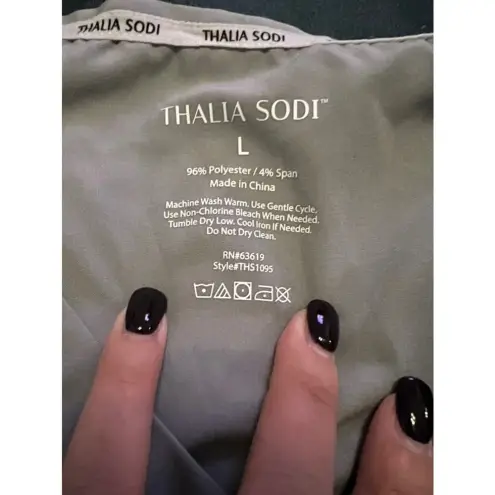 THALIA SODI THALIA SODI
THALIA SODI™
L
96% Polyester / 4% Span
Made in China
Machine Wash Warm. Use Gentle Cycle.
Use Non-Chlorine Bleach When Needed.
Tumble Dry Low. Cool Iron if Needed.
Do Not Dry Clean.
RN#63619
Style#THS1095